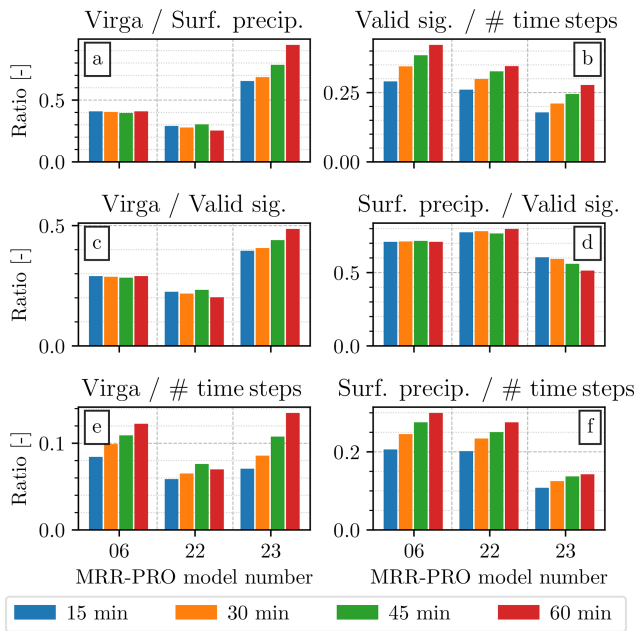 Virga / Surf. precip.
Valid sig. / # time steps
a
b
Ratio [-]
0.5
0.0
0.25
0.00
Virga / Valid sig.
Surf. precip. / Valid sig.
c
d
Ratio [-]
0.5
0.0
0.5
0.0
Virga / # time steps
Surf. precip. / # time steps
e
f
Ratio [-]
0.1
0.0
0.2
0.0
06 22 23
06 22 23
MRR-PRO model number
MRR-PRO model number
15 min 30 min 45 min 60 min